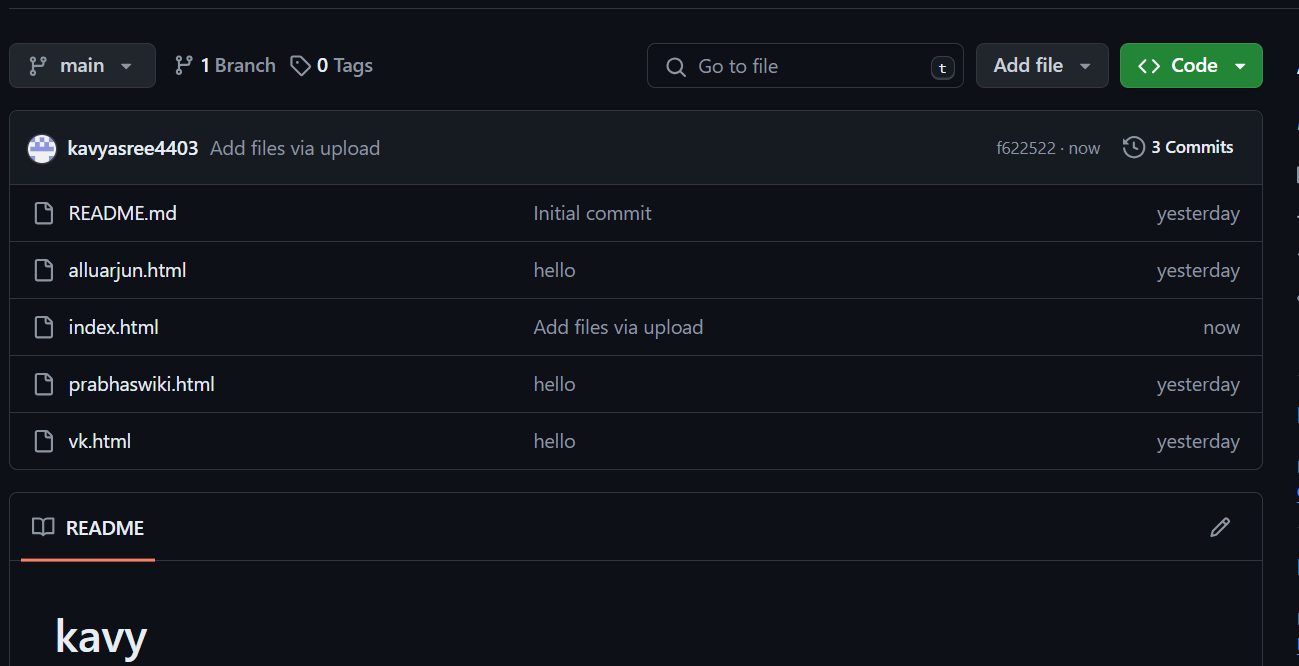 main 1 Branch 0 Tags Go to file t Add file Code
kavyasree4403 Add files via upload f622522 · now 3 Commits
README.md Initial commit yesterday
alluarjun.html hello yesterday
index.html Add files via upload now
prabhaswiki.html hello yesterday
vk.html hello yesterday
README
kavy